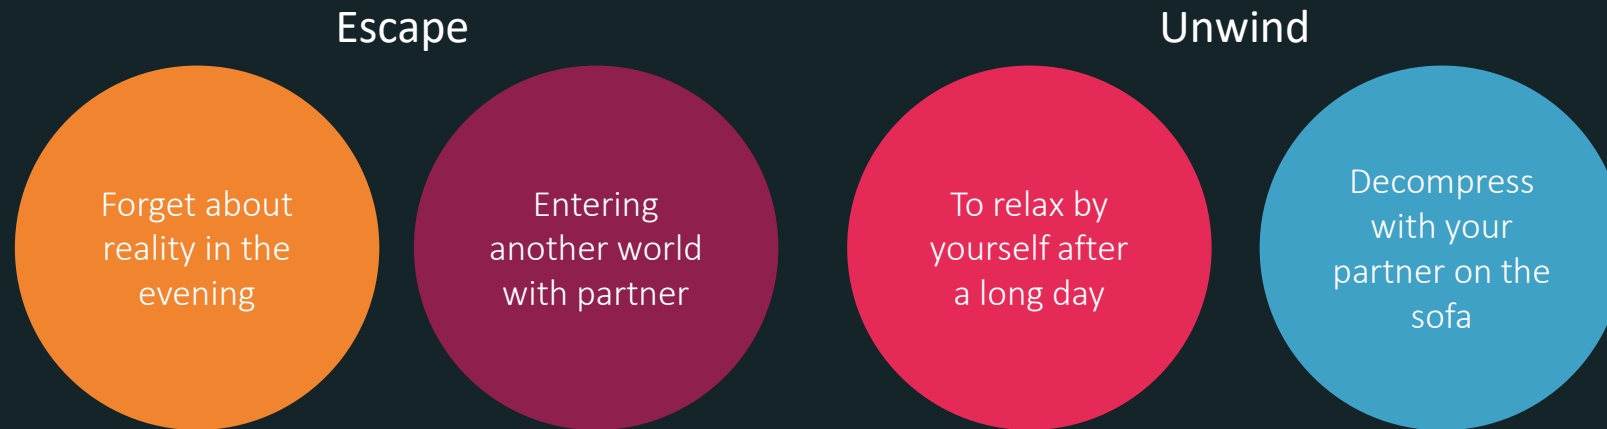 Escape
Unwind
Forget about
reality in the
evening
Entering
another world
with partner
To relax by
yourself after
a long day
Decompress
with your
partner on the
sofa